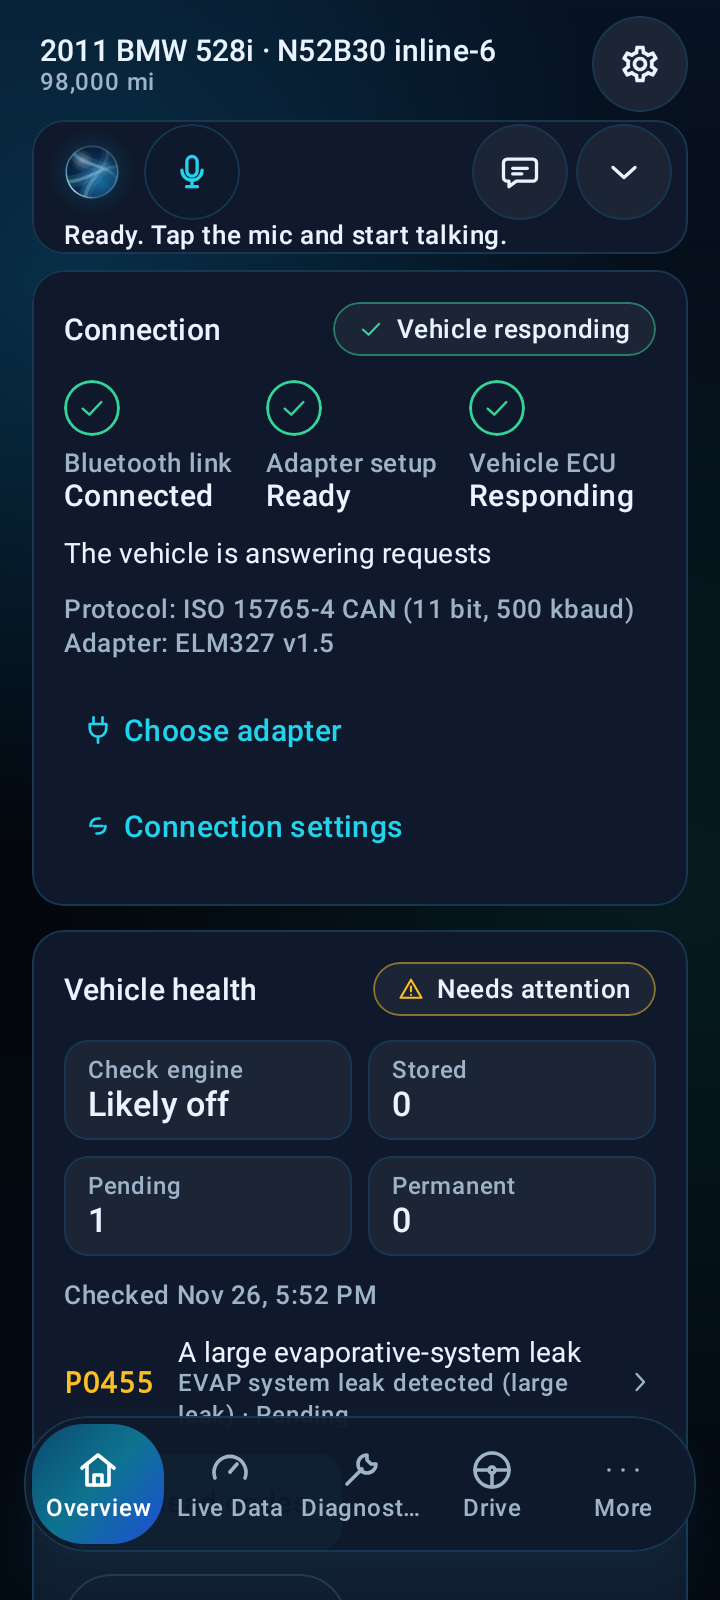 2011 BMW 528i · N52B30 inline-6
98,000 mi
Ready. Tap the mic and start talking.
Connection
Vehicle responding
Bluetooth link
Connected
Adapter setup
Ready
Vehicle ECU
Responding
The vehicle is answering requests
Protocol: ISO 15765-4 CAN (11 bit, 500 kbaud)
Adapter: ELM327 v1.5
Choose adapter
Connection settings
Vehicle health
Needs attention
Check engine
Likely off
Stored
0
Pending
1
Permanent
0
Checked Nov 26, 5:52 PM
P0455
A large evaporative-system leak
EVAP system leak detected (large
leak) · Pending
Overview
Live Data
Diagnost...
Drive
More